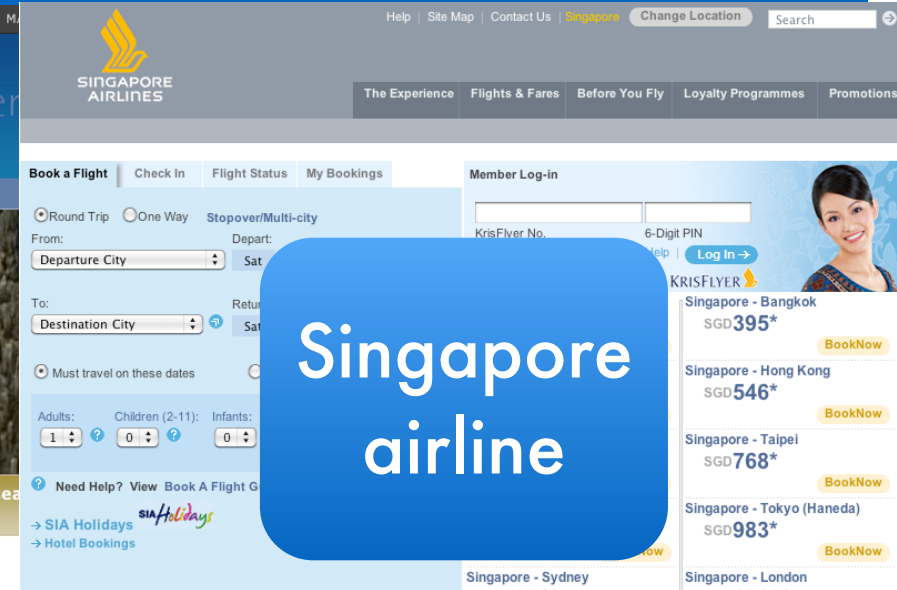 Help | Site Map | Contact Us | Singapore Change Location Search
SINGAPORE
AIRLINES
The Experience Flights & Fares Before You Fly Loyalty Programmes Promotions
Book a Flight Check In Flight Status My Bookings
Member Log-in
Round Trip One Way Stopover/Multi-city
KrisFlyer No. 6-Digit PIN
From: Depart:
Departure City Sat
Log In
KRISFLYER
To:
Destination City
Must travel on these dates
Adults: Children (2-11): Infants:
1 ? 0 ? 0
? Need Help? View Book A Flight
SIA Holidays SIA Holidays
Hotel Bookings
Singapore
airline
Singapore - Bangkok
SGD395*
BookNow
Singapore - Hong Kong
SGD546*
BookNow
Singapore - Taipei
SGD768*
BookNow
Singapore - Tokyo (Haneda)
SGD983*
BookNow
Singapore - Sydney
Singapore - London